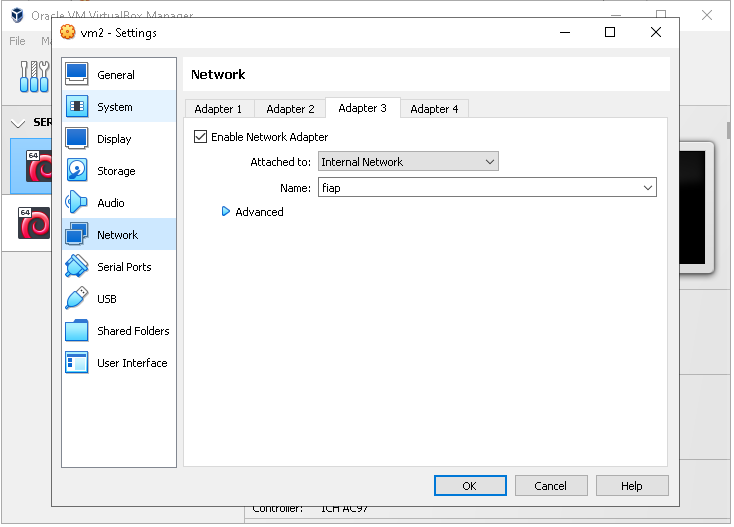 Oracle VM VirtualBox Manager
File
vm2 - Settings
General
System
Display
Storage
Audio
Network
Serial Ports
USB
Shared Folders
User Interface
Network
Adapter 1 Adapter 2 Adapter 3 Adapter 4
Enable Network Adapter
Attached to: Internal Network
Name: fiap
Advanced
OK Cancel Help
64
64
Controller: ICH AC97